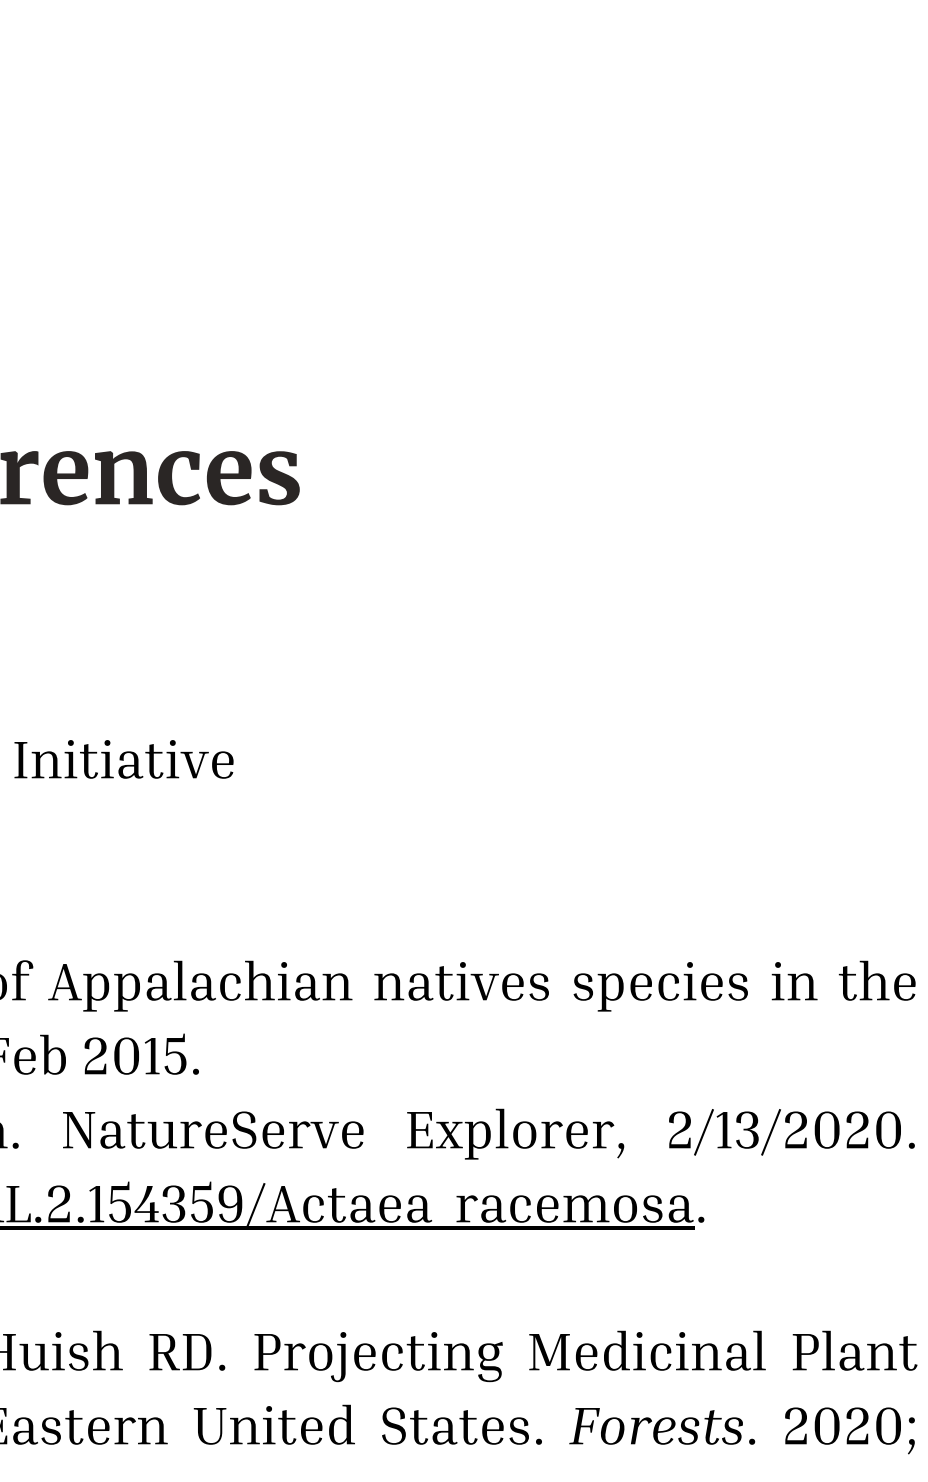 rences
Initiative
of Appalachian natives species in the
Feb 2015.
. NatureServe Explorer, 2/13/2020.
L.2.154359/Actaea_racemosa.
Huish RD. Projecting Medicinal Plant
Eastern United States. Forests. 2020;